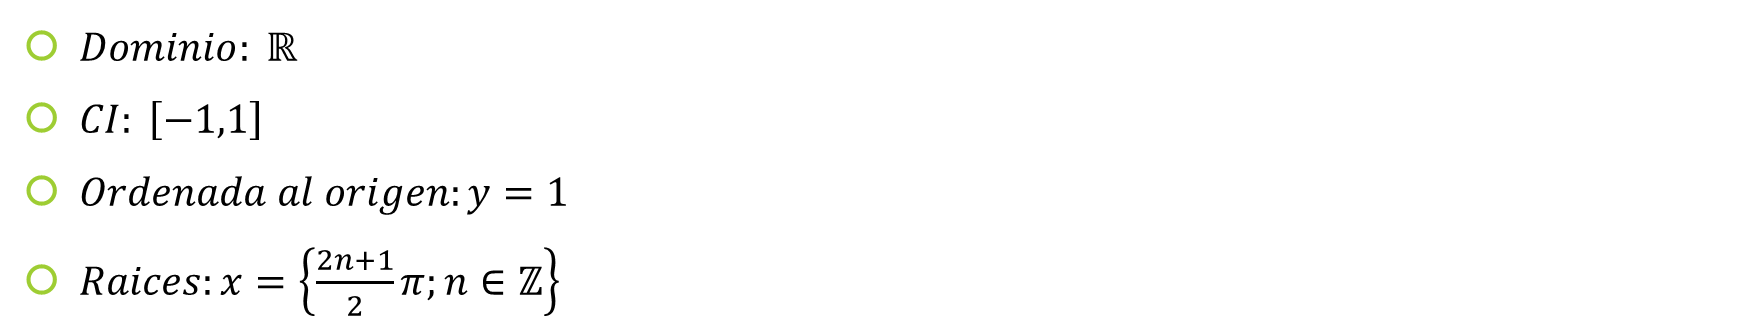 Dominio: ℝ
CI: [−1,1]
Ordenada al origen: y = 1
Raices: x = {(2n+1)/2 π; n ∈ ℤ}